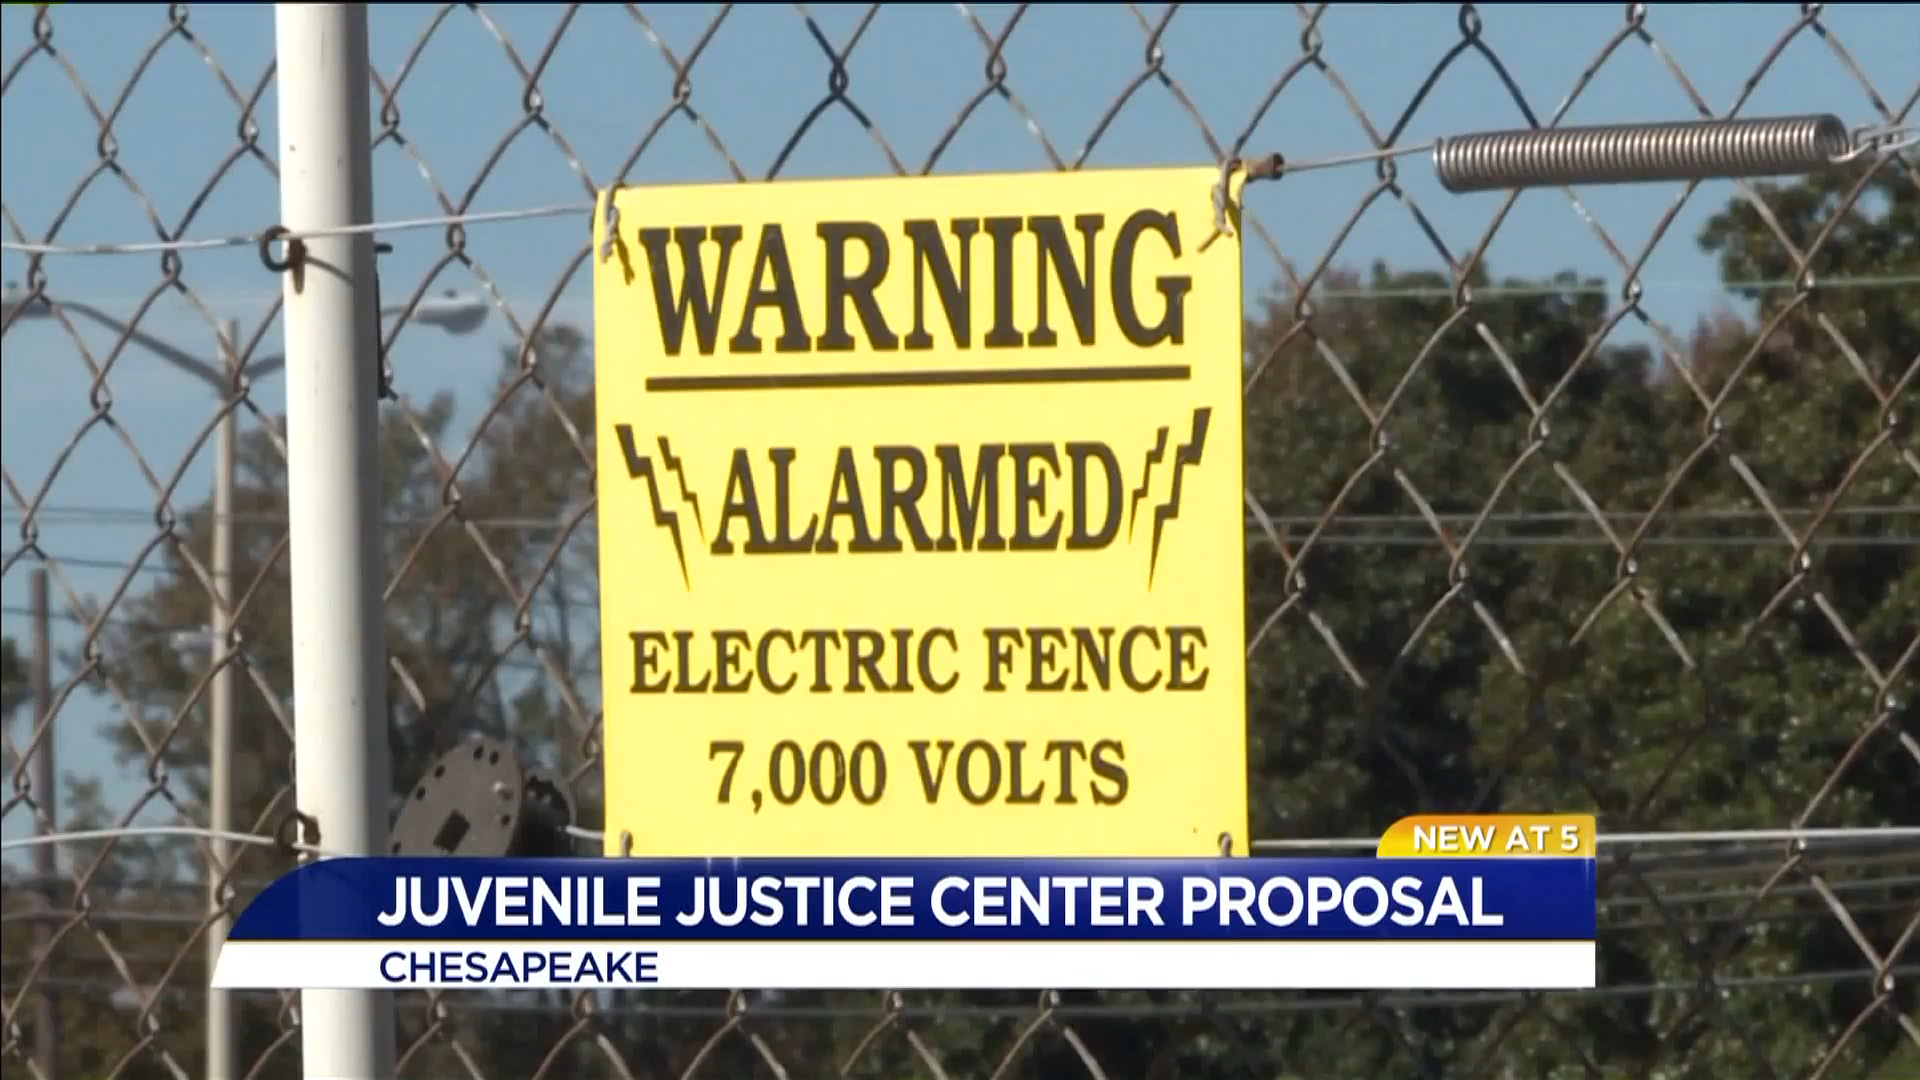 WARNING
ALARMED
ELECTRIC FENCE
7,000 VOLTS
NEW AT 5
JUVENILE JUSTICE CENTER PROPOSAL
CHESAPEAKE